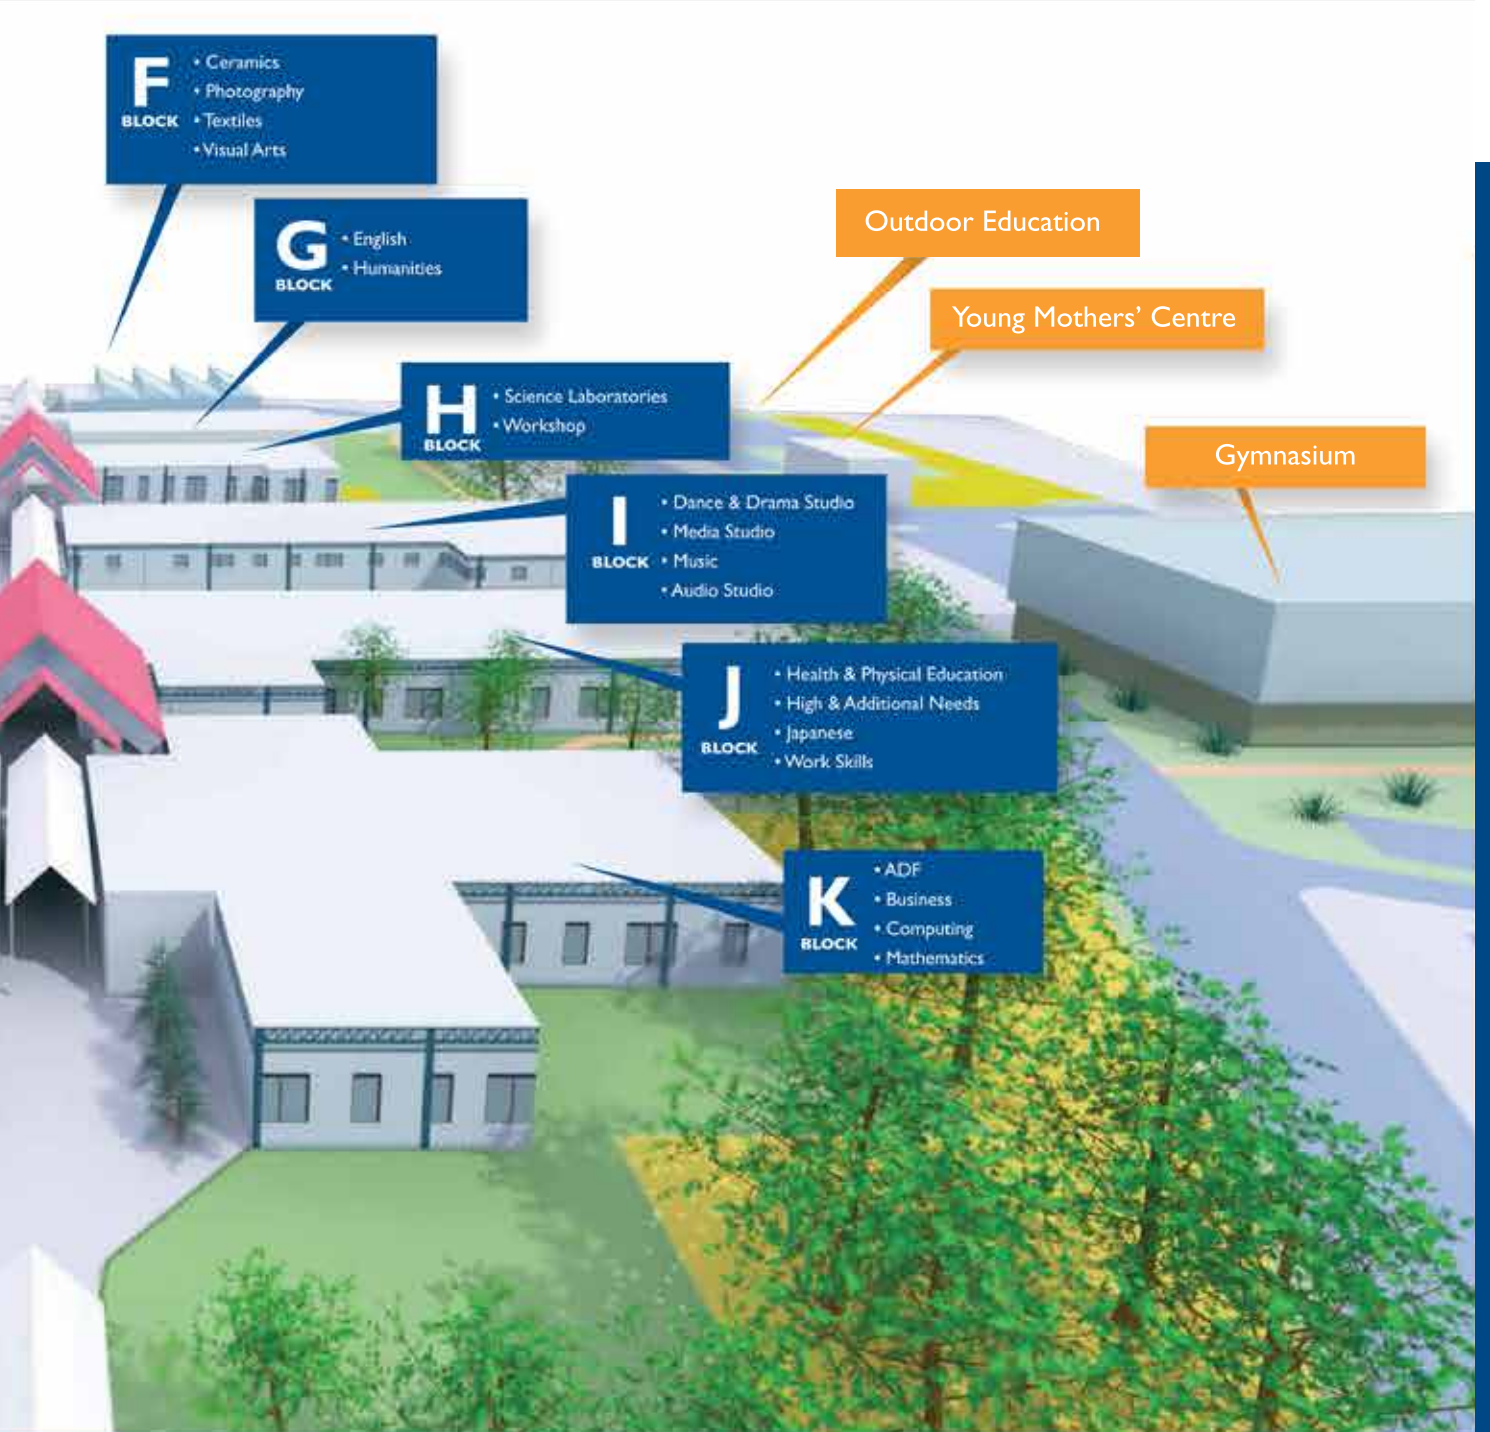 F
BLOCK
• Ceramics
• Photography
• Textiles
• Visual Arts
G
BLOCK
• English
• Humanities
Outdoor Education
Young Mothers’ Centre
H
BLOCK
• Science Laboratories
• Workshop
Gymnasium
I
BLOCK
• Dance & Drama Studio
• Media Studio
• Music
• Audio Studio
J
BLOCK
• Health & Physical Education
• High & Additional Needs
• Japanese
• Work Skills
K
BLOCK
• ADF
• Business
• Computing
• Mathematics